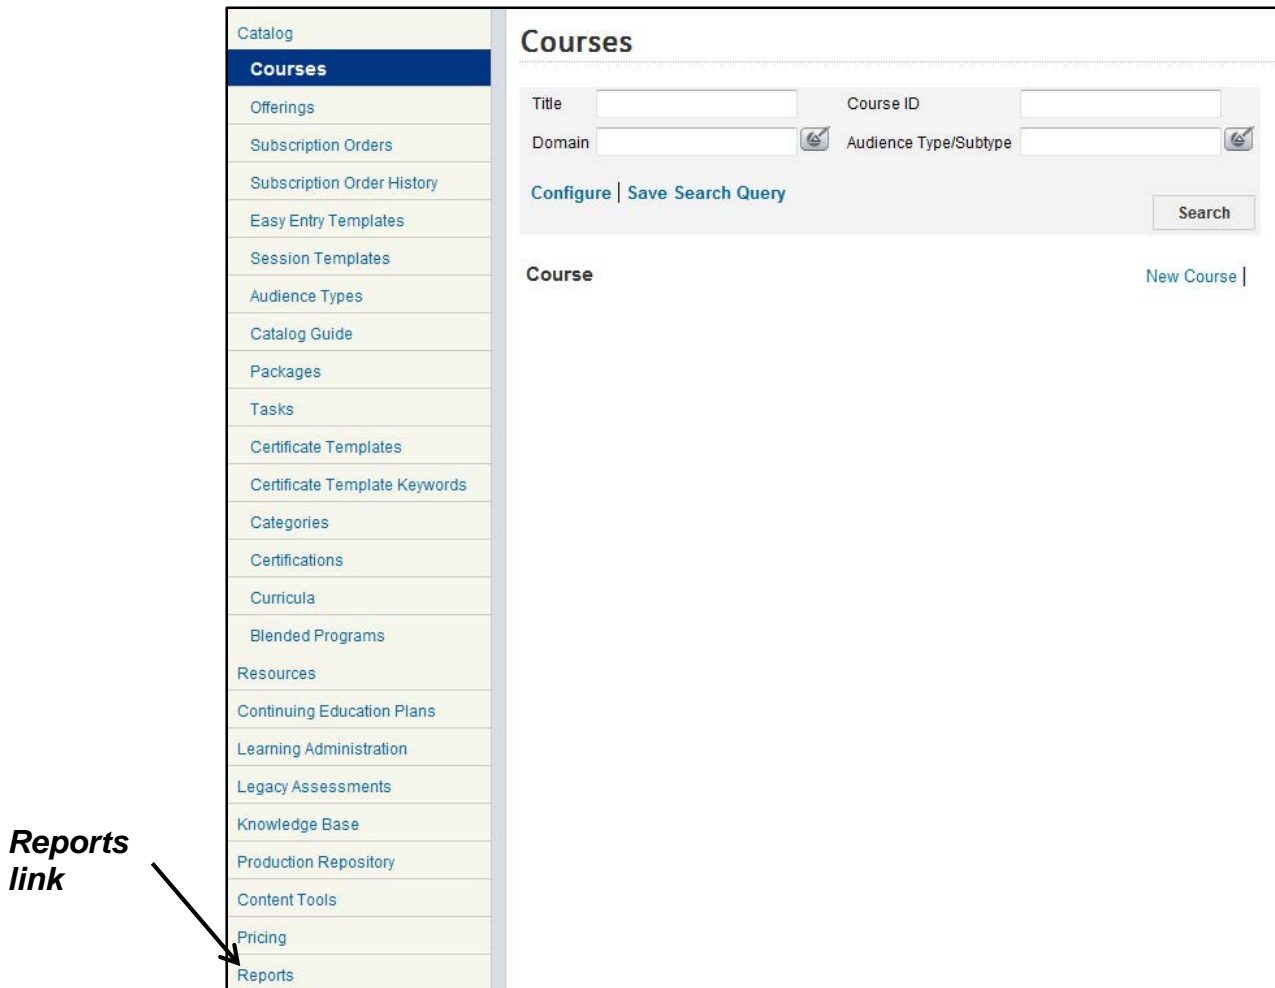 Catalog
Courses
Offerings
Subscription Orders
Subscription Order History
Easy Entry Templates
Session Templates
Audience Types
Catalog Guide
Packages
Tasks
Certificate Templates
Certificate Template Keywords
Categories
Certifications
Curricula
Blended Programs
Resources
Continuing Education Plans
Learning Administration
Legacy Assessments
Knowledge Base
Production Repository
Content Tools
Pricing
Reports
Reports
link
Courses
Title Course ID
Domain Audience Type/Subtype
Configure | Save Search Query
Search
Course New Course |